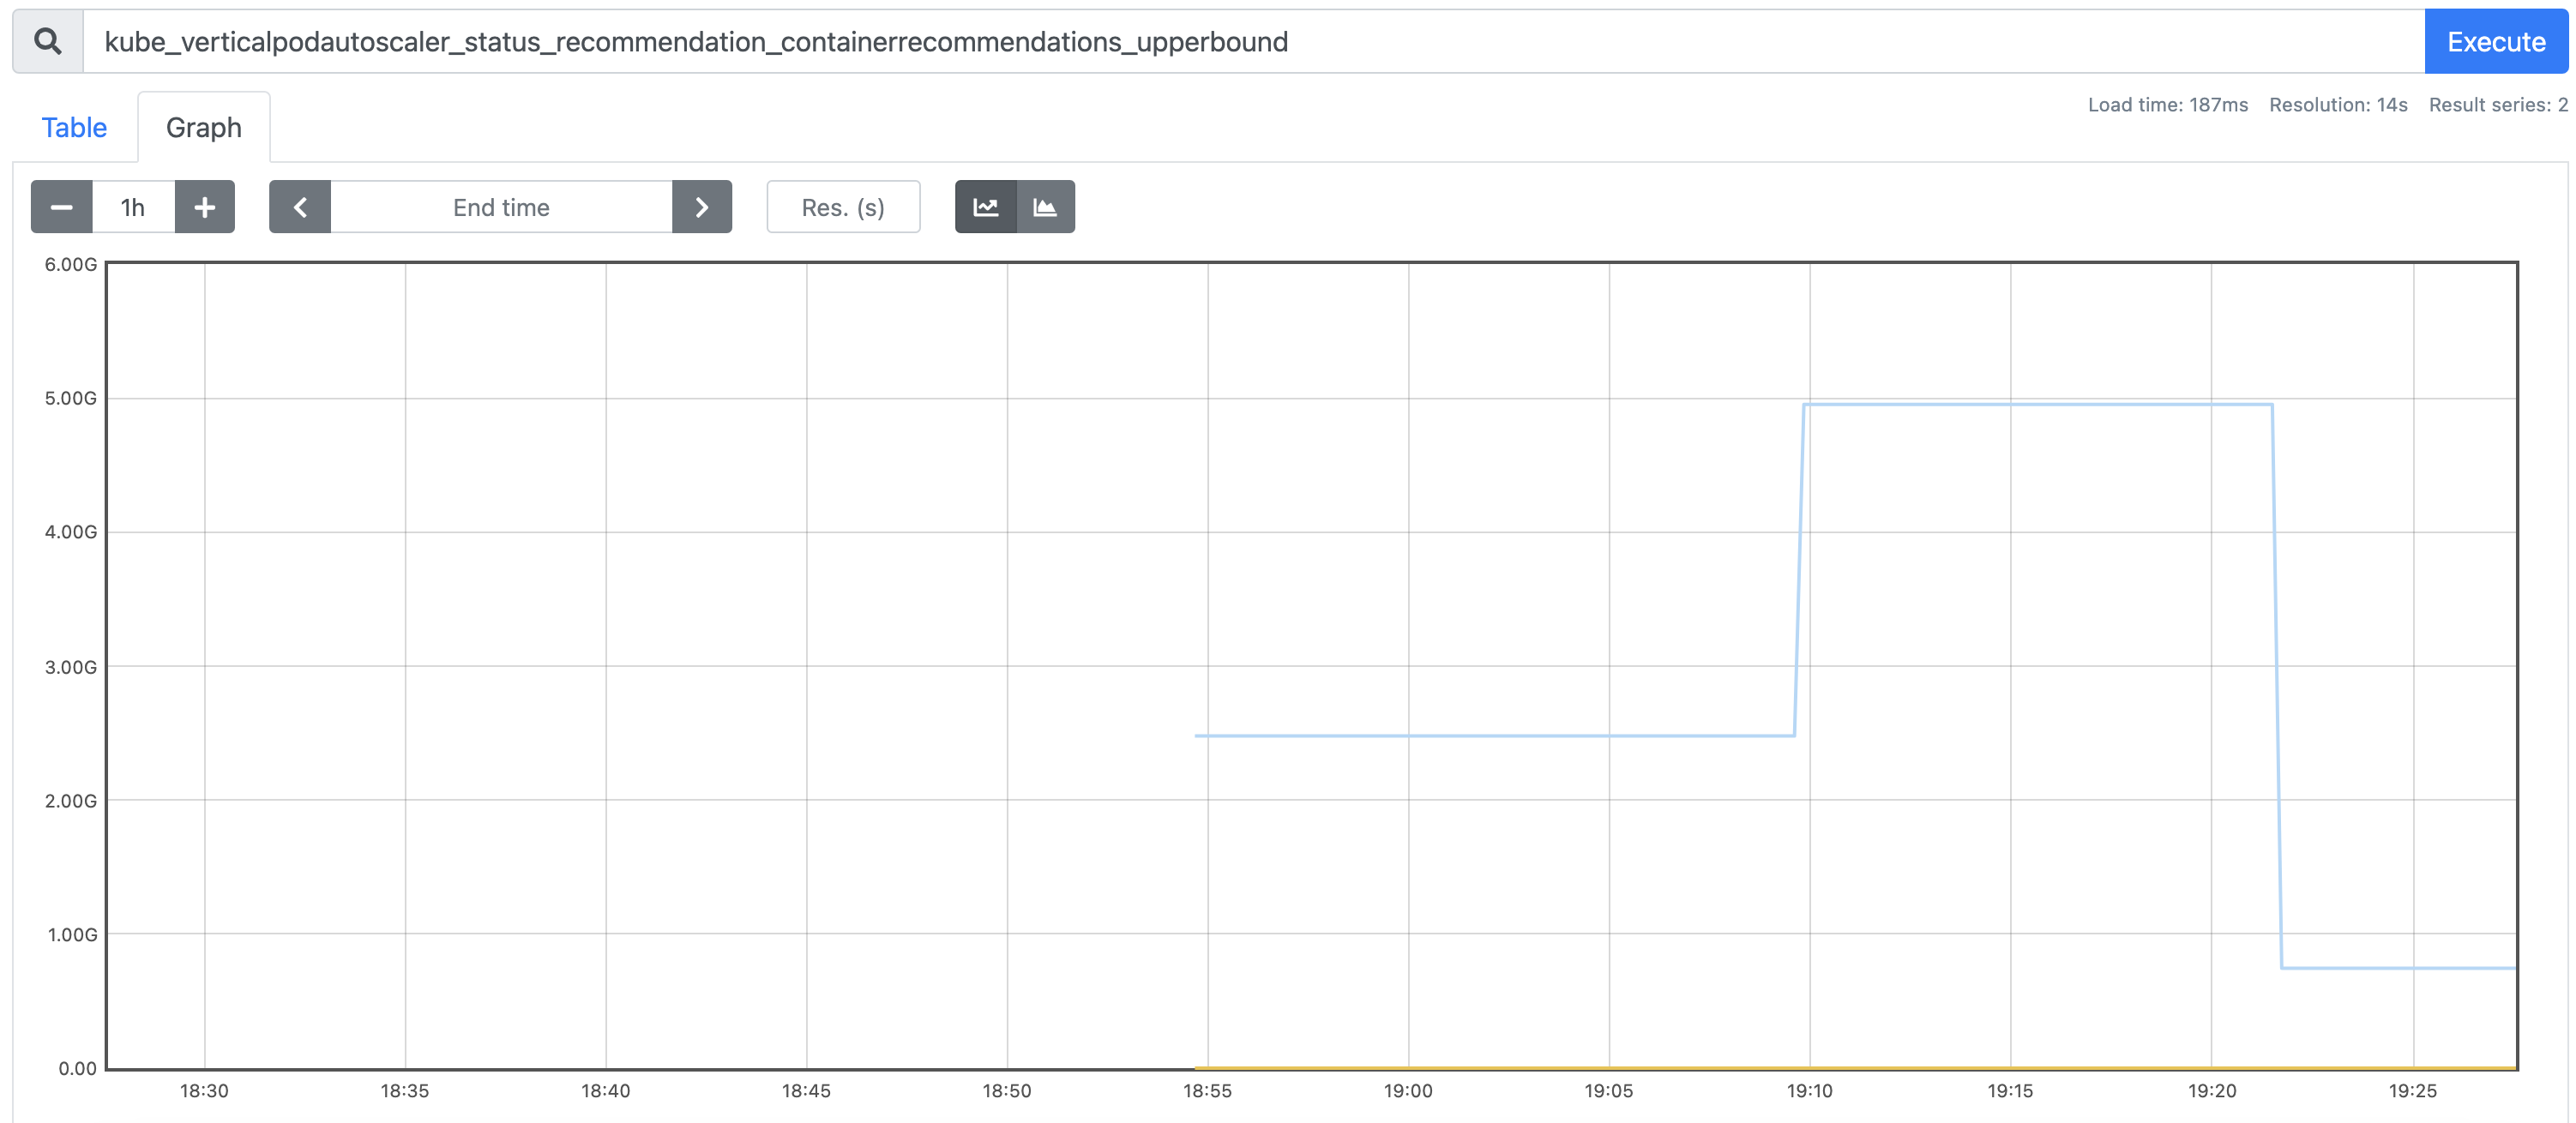 kube_verticalpodautoscaler_status_recommendation_containerrecommendations_upperbound
Execute
Load time: 187ms Resolution: 14s Result series: 2
Table
Graph
1h
End time
Res. (s)
6.00G
5.00G
4.00G
3.00G
2.00G
1.00G
0.00
18:30 18:35 18:40 18:45 18:50 18:55 19:00 19:05 19:10 19:15 19:20 19:25